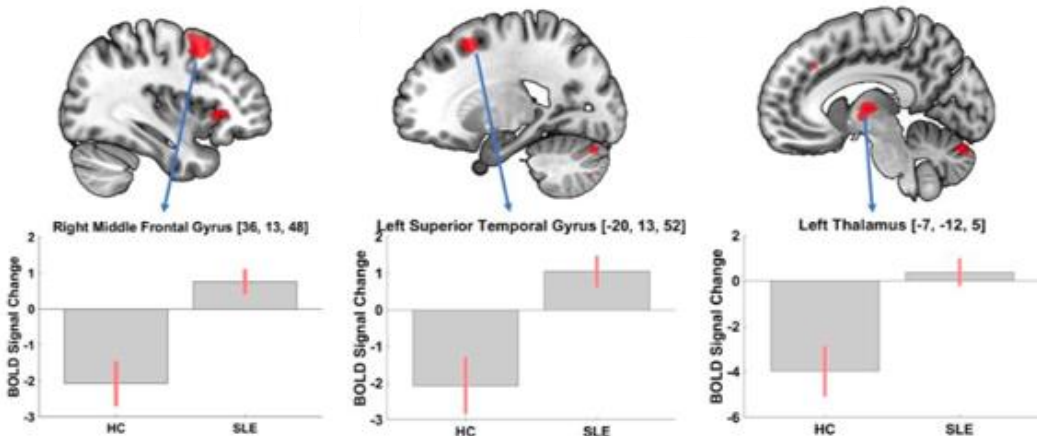 Right Middle Frontal Gyrus [36, 13, 48]
BOLD Signal Change
2
1
0
-1
-2
-3
HC
SLE
Left Superior Temporal Gyrus [-20, 13, 52]
BOLD Signal Change
2
1
0
-1
-2
-3
HC
SLE
Left Thalamus [-7, -12, 5]
BOLD Signal Change
2
0
-2
-4
-6
HC
SLE